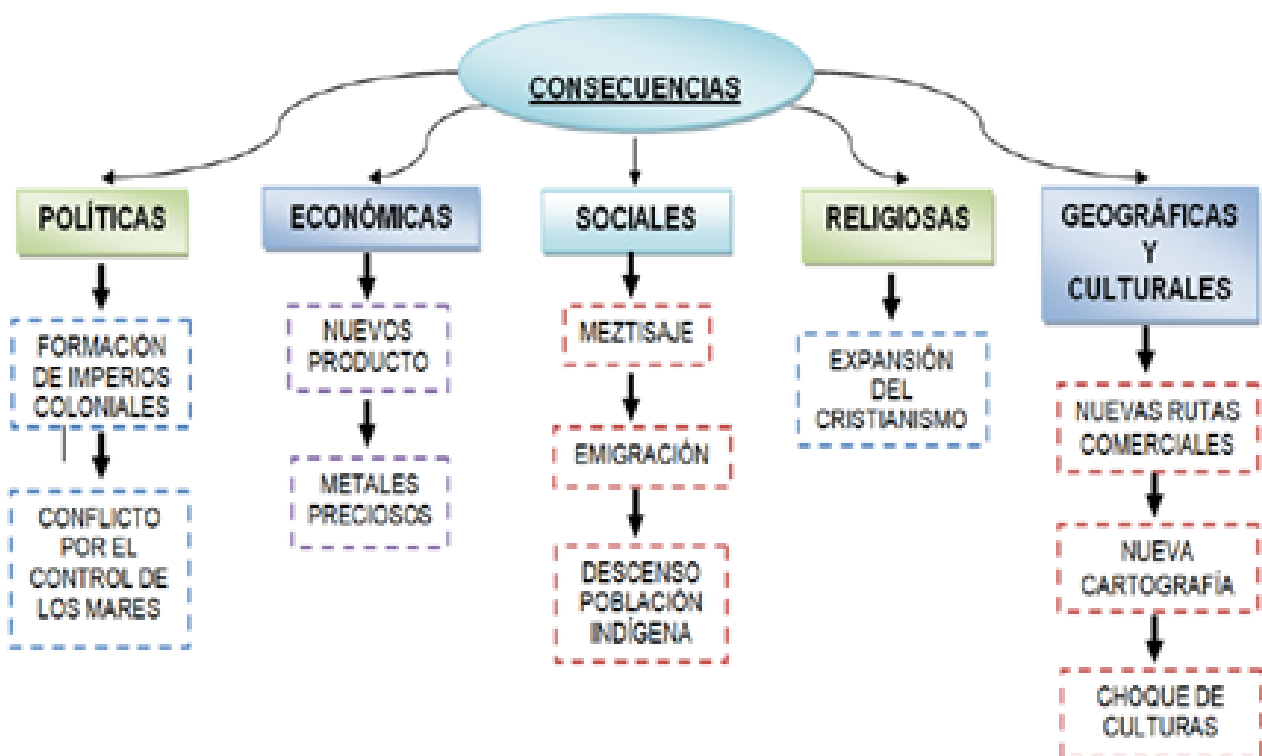 CONSECUENCIAS
POLÍTICAS
FORMACIÓN
DE IMPERIOS
COLONIALES
CONFLICTO
POR EL
CONTROL DE
LOS MARES
ECONÓMICAS
NUEVOS
PRODUCTO
METALES
PRECIOSOS
SOCIALES
MEZTISAJE
EMIGRACIÓN
DESCENSO
POBLACIÓN
INDÍGENA
RELIGIOSAS
EXPANSIÓN
DEL
CRISTIANISMO
GEOGRÁFICAS
Y
CULTURALES
NUEVAS RUTAS
COMERCIALES
NUEVA
CARTOGRAFÍA
CHOQUE DE
CULTURAS